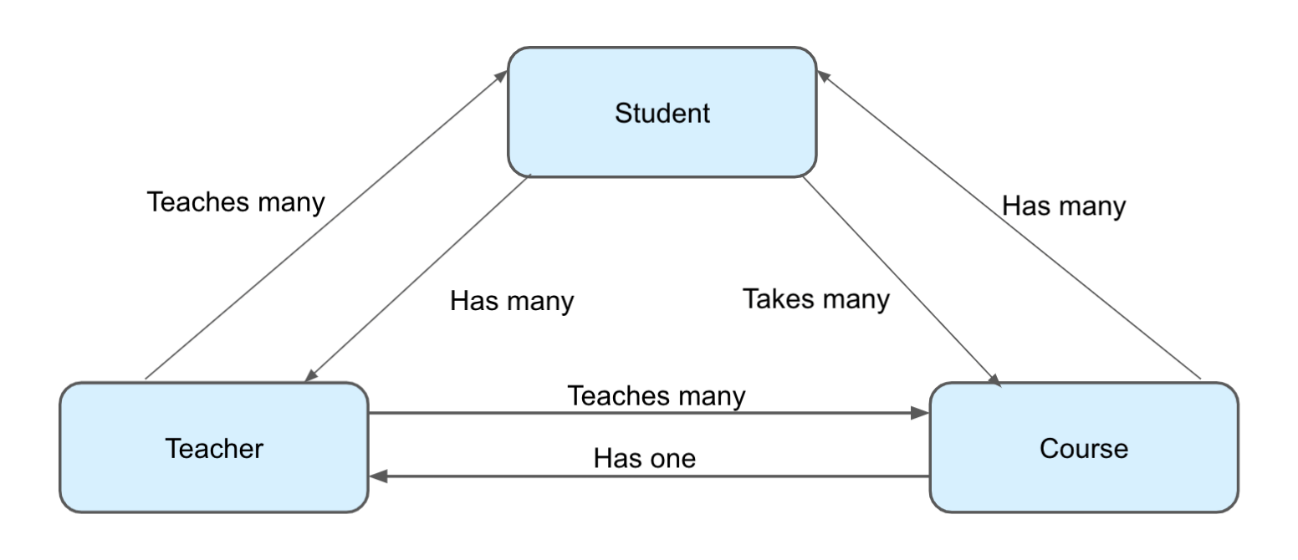 Student
Teaches many
Has many
Has many
Takes many
Teaches many
Teacher
Has one
Course